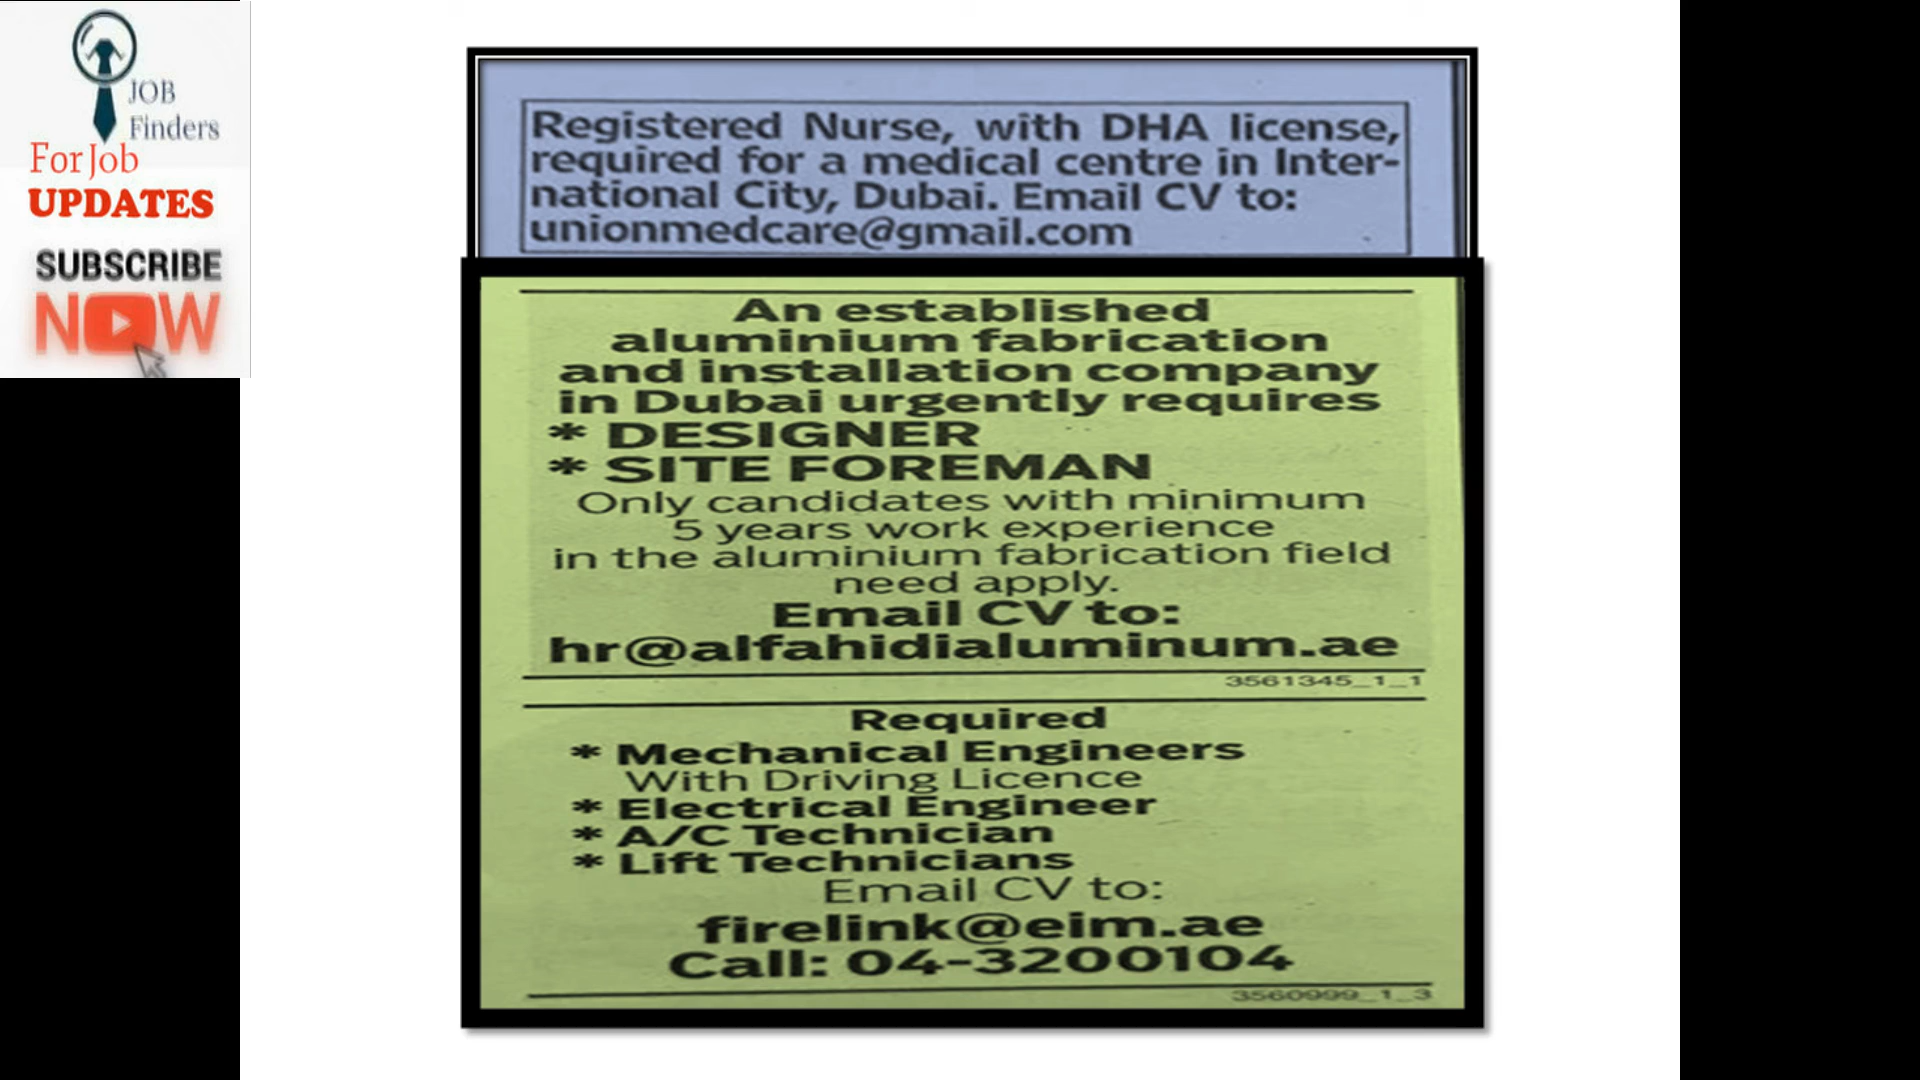 JOB
Finders
For Job
UPDATES
SUBSCRIBE
NOW
Registered Nurse, with DHA license,
required for a medical centre in Inter-
national City, Dubai. Email CV to:
unionmedcare@gmail.com
An established
aluminium fabrication
and installation company
in Dubai urgently requires
* DESIGNER
* SITE FOREMAN
Only candidates with minimum
5 years work experience
in the aluminium fabrication field
need apply.
Email CV to:
hr@alfahidialuminum.ae
3561345_1_1
Required
* Mechanical Engineers
With Driving Licence
* Electrical Engineer
* A/C Technician
* Lift Technicians
Email CV to:
firelink@eim.ae
Call: 04-3200104
3560999_1_3